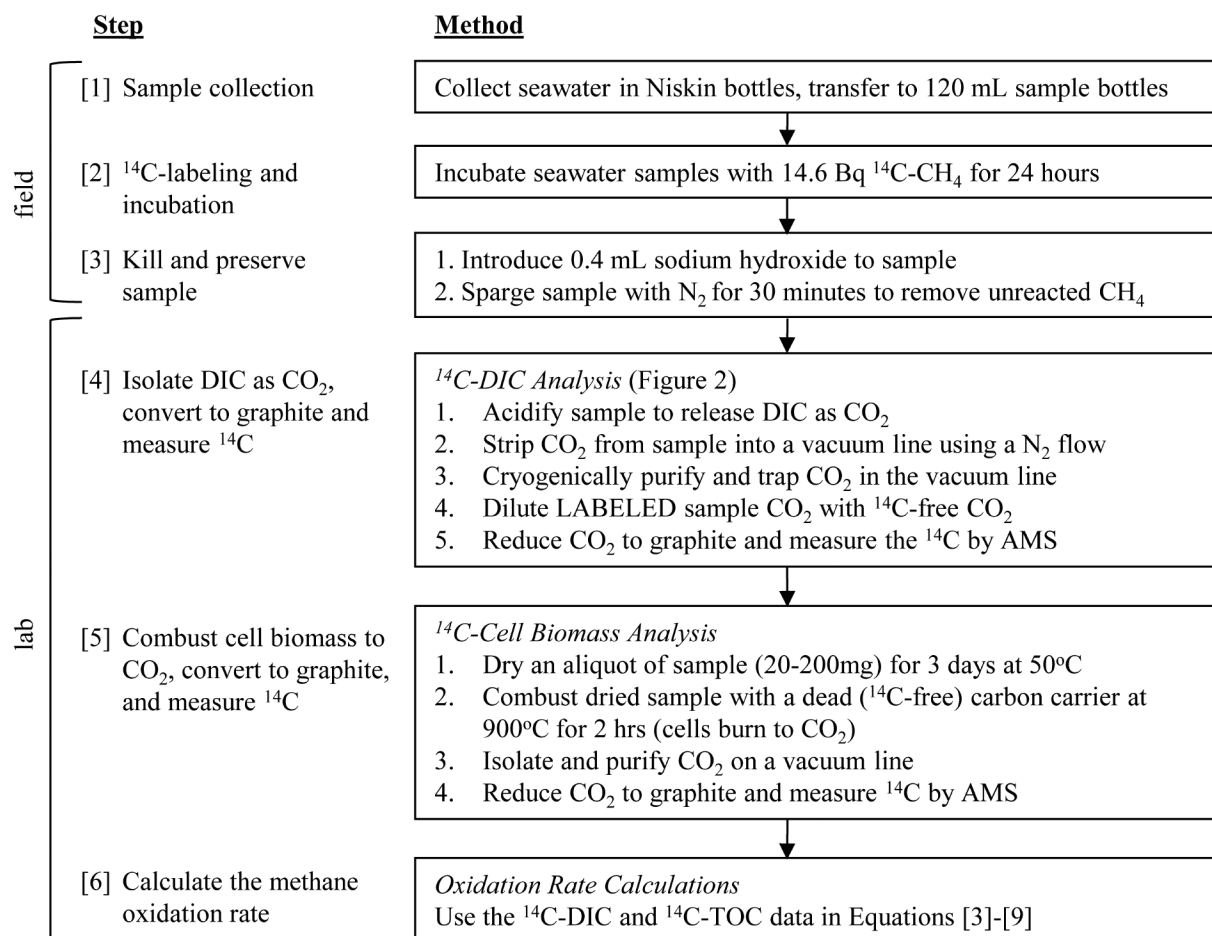 Step Method
field
[1] Sample collection
Collect seawater in Niskin bottles, transfer to 120 mL sample bottles
[2] ¹⁴C-labeling and
incubation
Incubate seawater samples with 14.6 Bq ¹⁴C-CH₄ for 24 hours
[3] Kill and preserve
sample
1. Introduce 0.4 mL sodium hydroxide to sample
2. Sparge sample with N₂ for 30 minutes to remove unreacted CH₄
lab
[4] Isolate DIC as CO₂,
convert to graphite and
measure ¹⁴C
¹⁴C-DIC Analysis (Figure 2)
1. Acidify sample to release DIC as CO₂
2. Strip CO₂ from sample into a vacuum line using a N₂ flow
3. Cryogenically purify and trap CO₂ in the vacuum line
4. Dilute LABELED sample CO₂ with ¹⁴C-free CO₂
5. Reduce CO₂ to graphite and measure the ¹⁴C by AMS
[5] Combust cell biomass to
CO₂, convert to graphite,
and measure ¹⁴C
¹⁴C-Cell Biomass Analysis
1. Dry an aliquot of sample (20-200mg) for 3 days at 50ºC
2. Combust dried sample with a dead (¹⁴C-free) carbon carrier at
900ºC for 2 hrs (cells burn to CO₂)
3. Isolate and purify CO₂ on a vacuum line
4. Reduce CO₂ to graphite and measure ¹⁴C by AMS
[6] Calculate the methane
oxidation rate
Oxidation Rate Calculations
Use the ¹⁴C-DIC and ¹⁴C-TOC data in Equations [3]-[9]